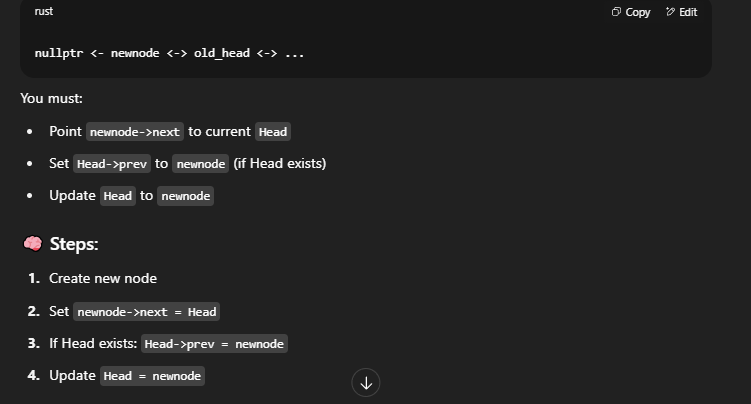 rust
Copy
Edit
nullptr <- newnode <-> old_head <-> ...
You must:
• Point newnode->next to current Head
• Set Head->prev to newnode (if Head exists)
• Update Head to newnode
🧠 Steps:
1. Create new node
2. Set newnode->next = Head
3. If Head exists: Head->prev = newnode
4. Update Head = newnode